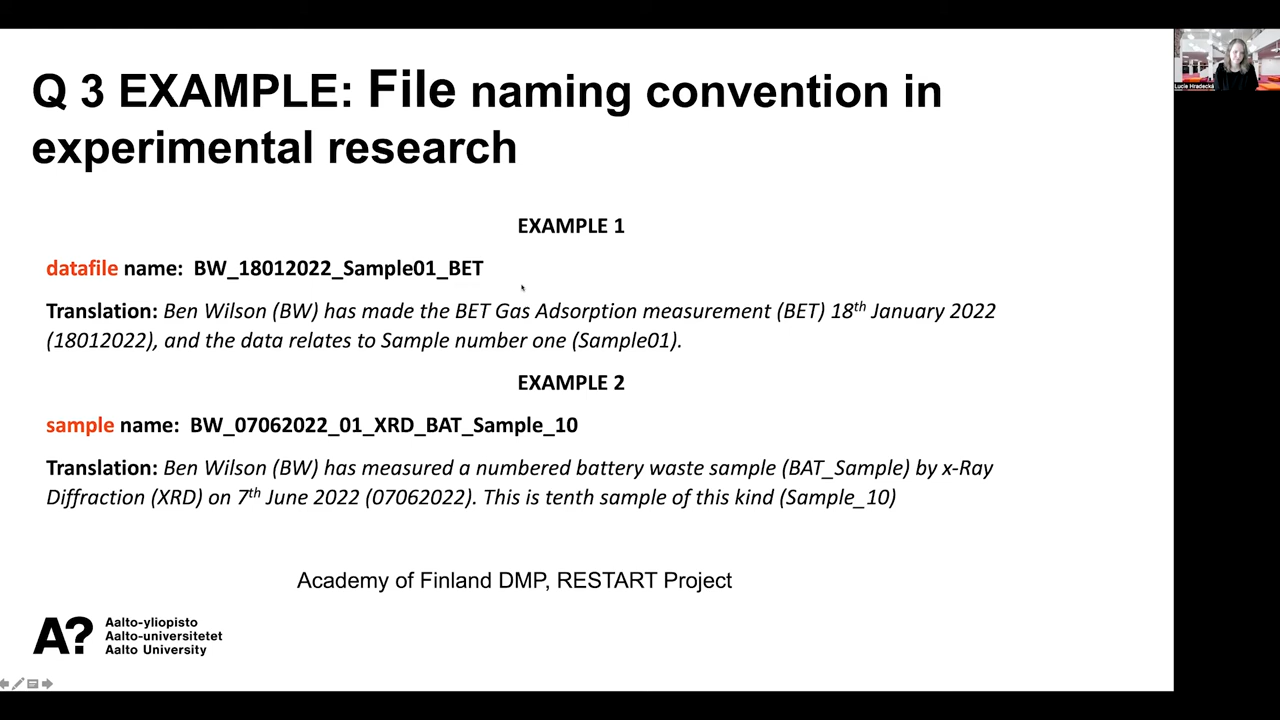 Q 3 EXAMPLE: File naming convention in
experimental research
Lucie Hradecká
EXAMPLE 1
datafile name: BW_18012022_Sample01_BET
Translation: Ben Wilson (BW) has made the BET Gas Adsorption measurement (BET) 18th January 2022
(18012022), and the data relates to Sample number one (Sample01).
EXAMPLE 2
sample name: BW_07062022_01_XRD_BAT_Sample_10
Translation: Ben Wilson (BW) has measured a numbered battery waste sample (BAT_Sample) by x-Ray
Diffraction (XRD) on 7th June 2022 (07062022). This is tenth sample of this kind (Sample_10)
Academy of Finland DMP, RESTART Project
A?
Aalto-yliopisto
Aalto-universitetet
Aalto University